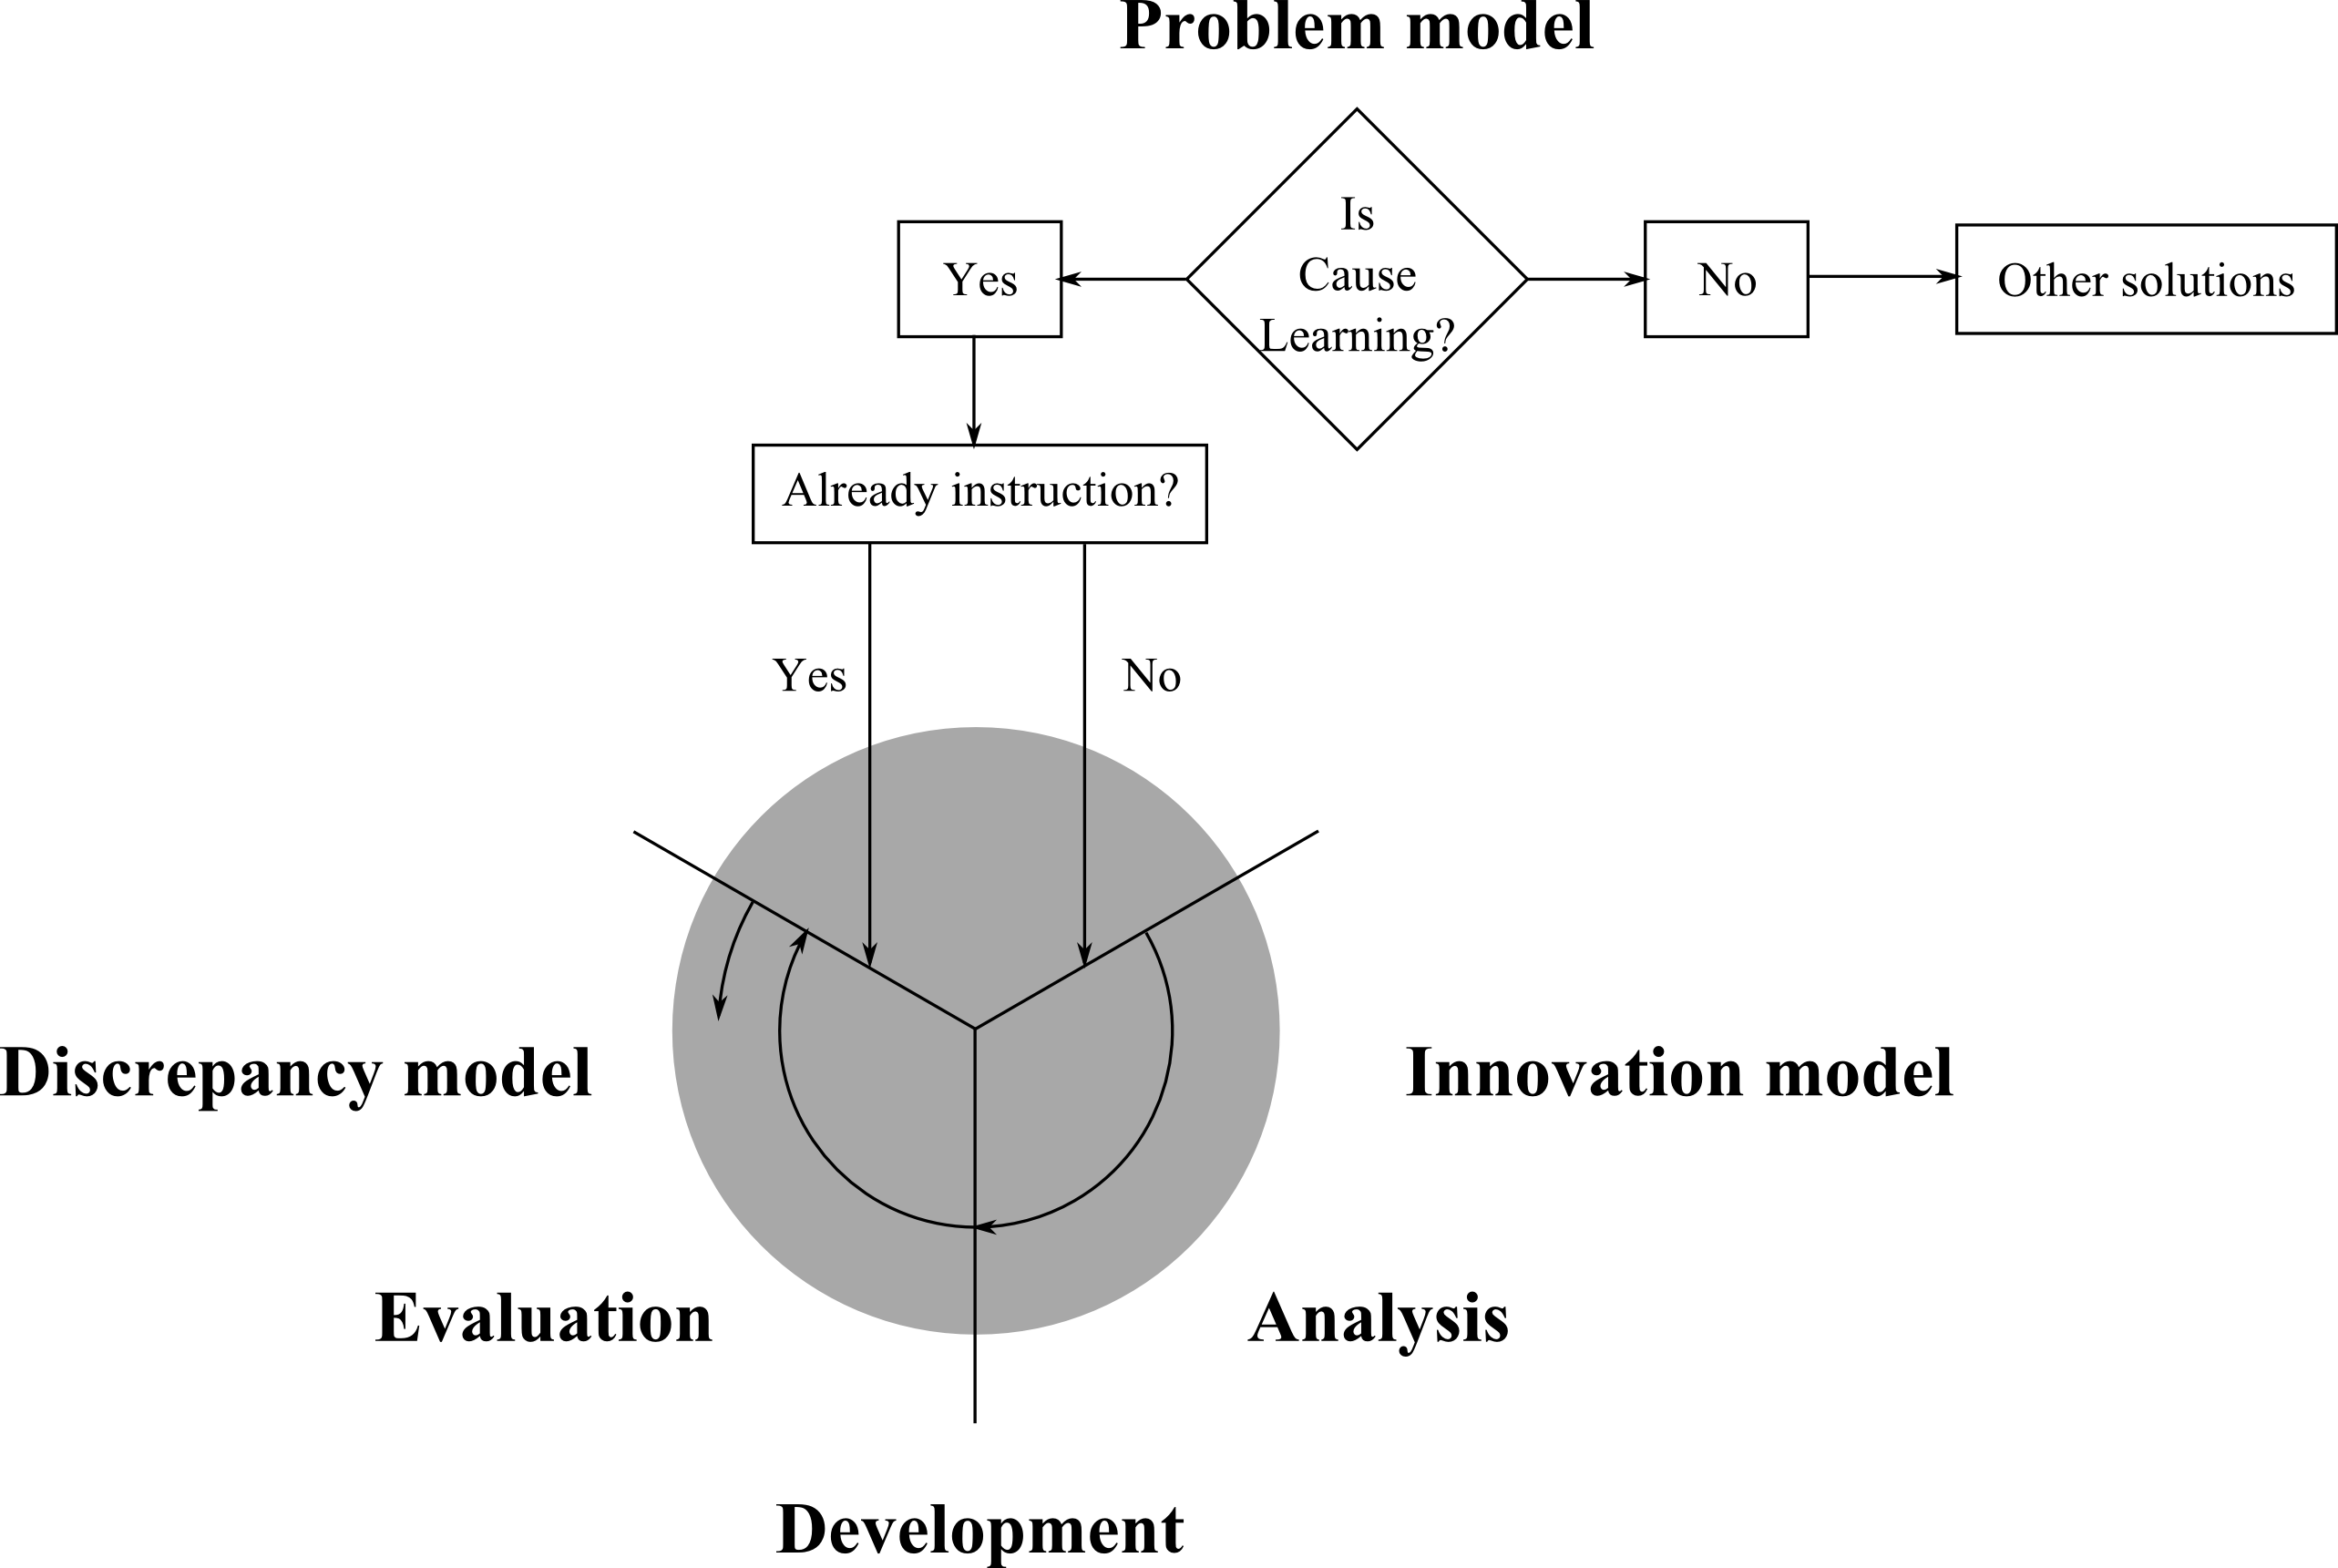 Problem model
Is
Cause
Learning?
Yes
No
Other solutions
Already instruction?
Yes
No
Discrepancy model
Innovation model
Evaluation
Analysis
Development